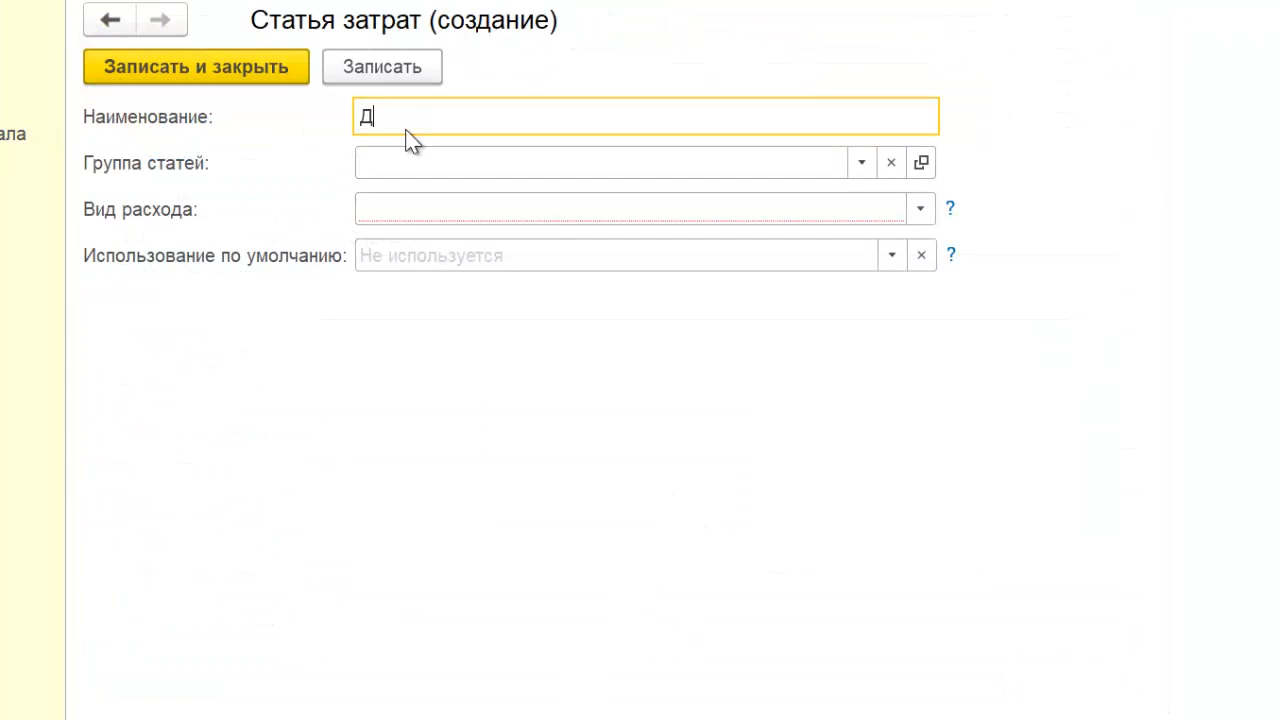 Статья затрат (создание)
Записать и закрыть Записать
Наименование: Д
ала
Группа статей:
Вид расхода: ?
Использование по умолчанию: Не используется ?